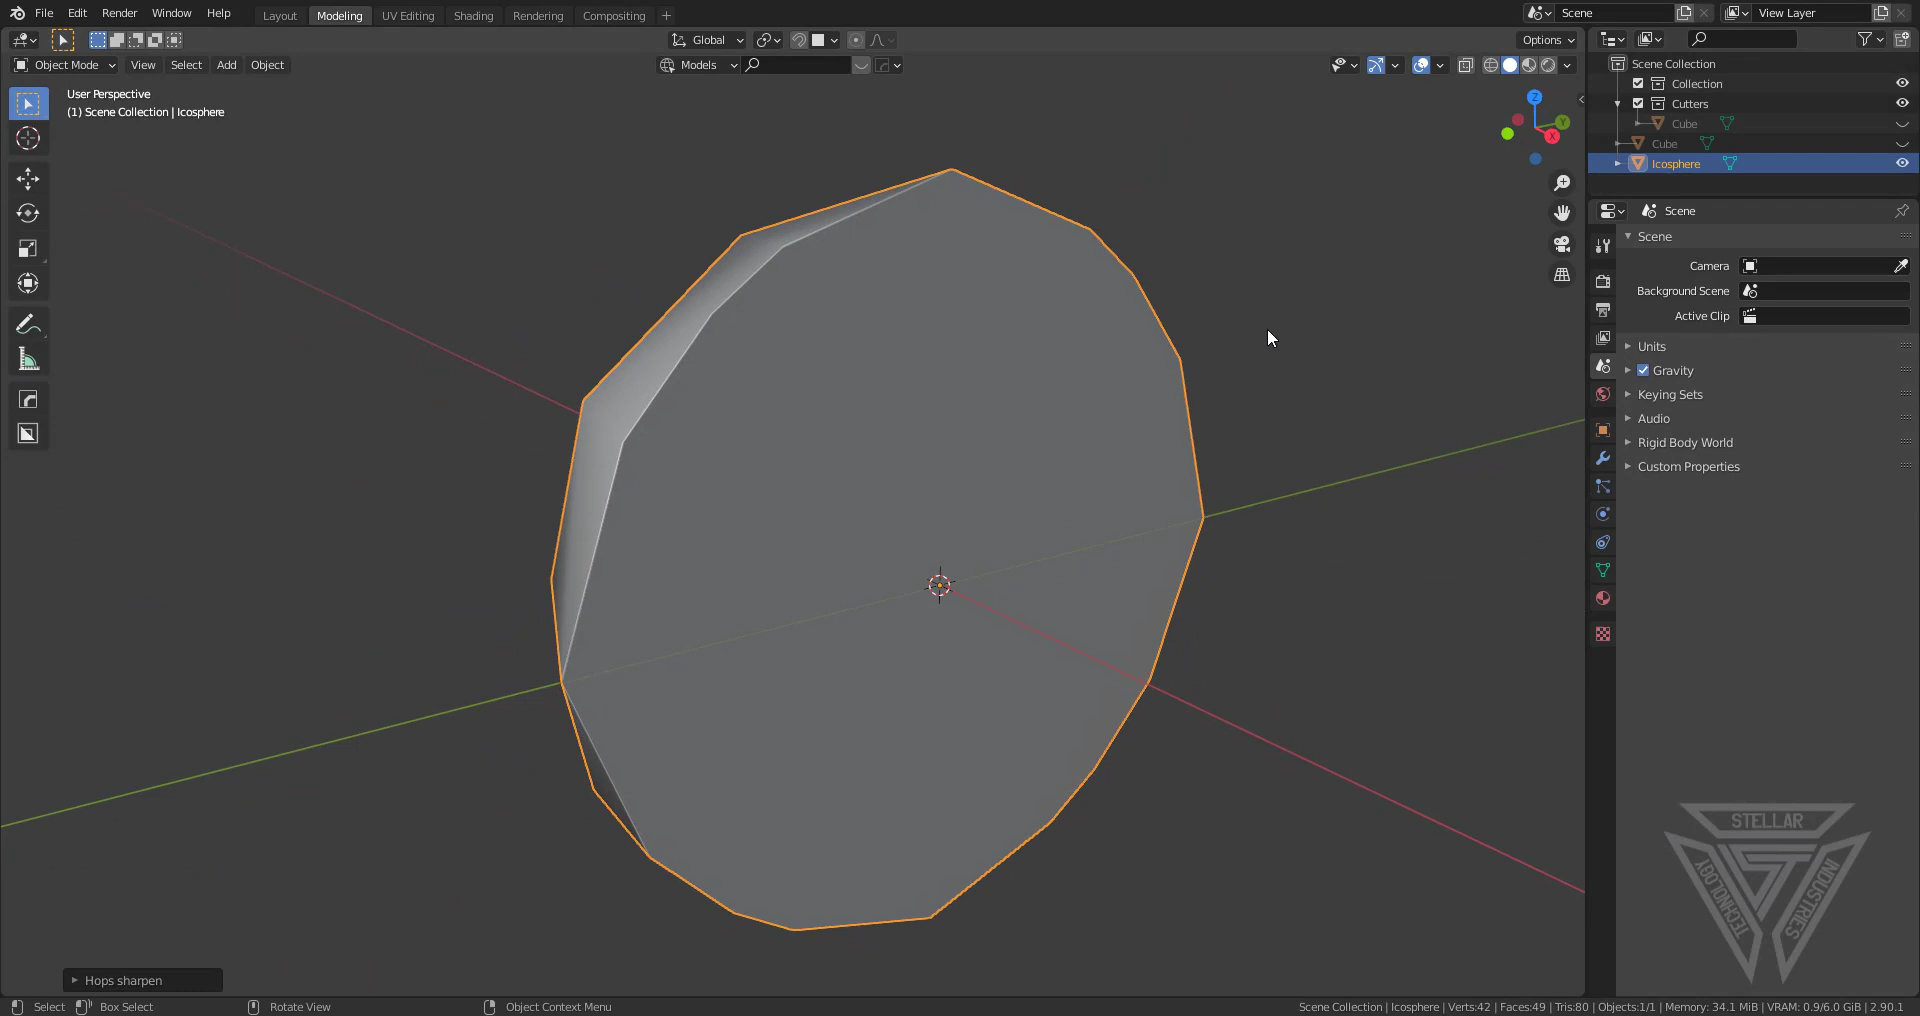 File Edit Render Window Help Layout Modeling UV Editing Shading Rendering Compositing + Scene View Layer
Global Options
Object Mode View Select Add Object Models
User Perspective
(1) Scene Collection | Icosphere
Z
Y
X
Scene Collection
Collection
Cutters
Cube
Cube
Icosphere
Scene
Scene
Camera
Background Scene
Active Clip
Units
Gravity
Keying Sets
Audio
Rigid Body World
Custom Properties
STELLAR
TECHNOLOGY
INDUSTRIES
Hops sharpen
Select Box Select Rotate View Object Context Menu Scene Collection | Icosphere | Verts:42 | Faces:49 | Tris:80 | Objects:1/1 | Memory: 34.1 MiB | VRAM: 0.9/6.0 GiB | 2.90.1